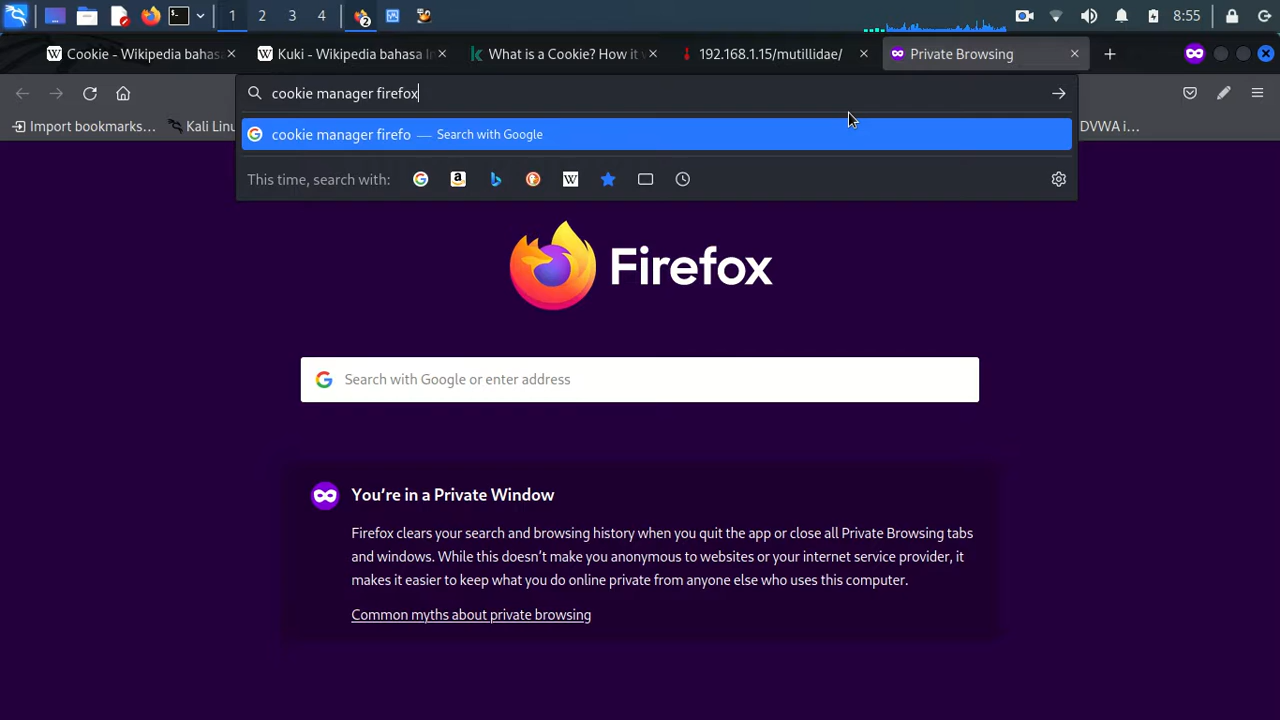 1 2 3 4
2
8:55
Cookie - Wikipedia bahas
Kuki - Wikipedia bahasa I
What is a Cookie? How it
192.168.1.15/mutillidae/
Private Browsing
cookie manager firefox
cookie manager firefo — Search with Google
Import bookmarks...
Kali Linu
DVWA i...
This time, search with:
Firefox
Search with Google or enter address
You're in a Private Window
Firefox clears your search and browsing history when you quit the app or close all Private Browsing tabs
and windows. While this doesn't make you anonymous to websites or your internet service provider, it
makes it easier to keep what you do online private from anyone else who uses this computer.
Common myths about private browsing